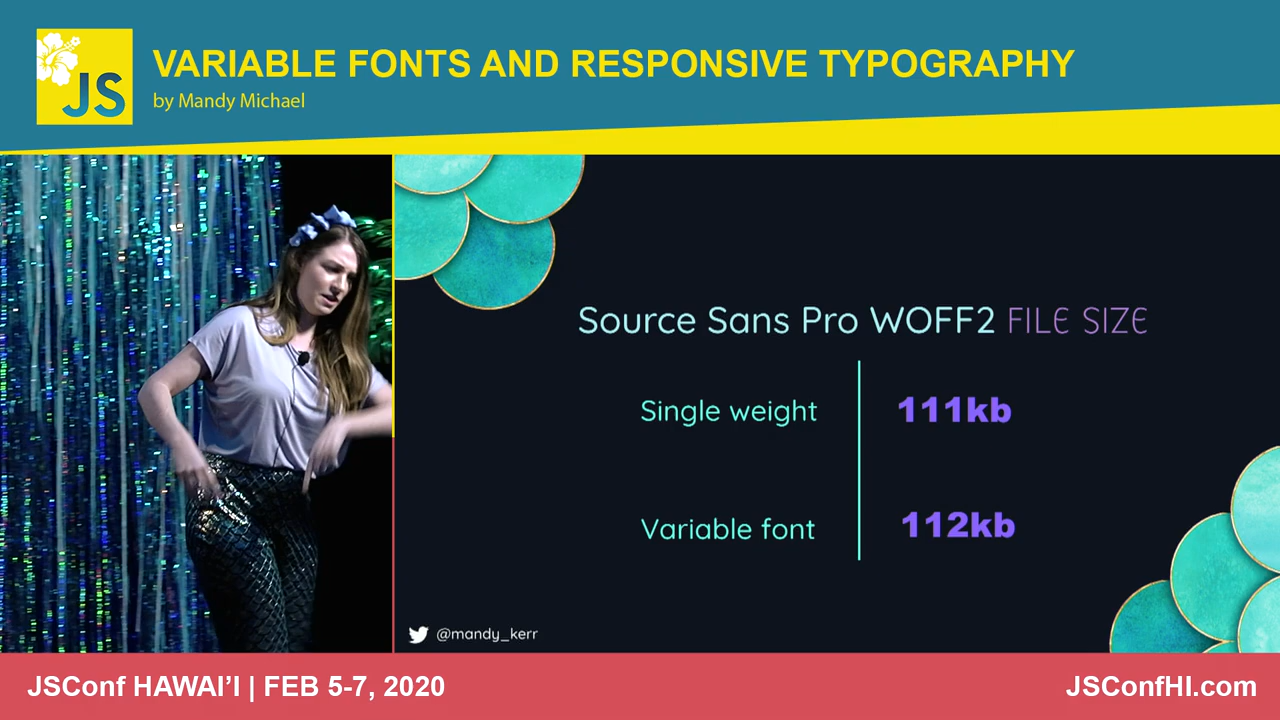 JS
VARIABLE FONTS AND RESPONSIVE TYPOGRAPHY
by Mandy Michael
Source Sans Pro WOFF2 FILE SIZE
Single weight 111kb
Variable font 112kb
@mandy_kerr
JSConf HAWAI’I | FEB 5-7, 2020
JSConfHI.com